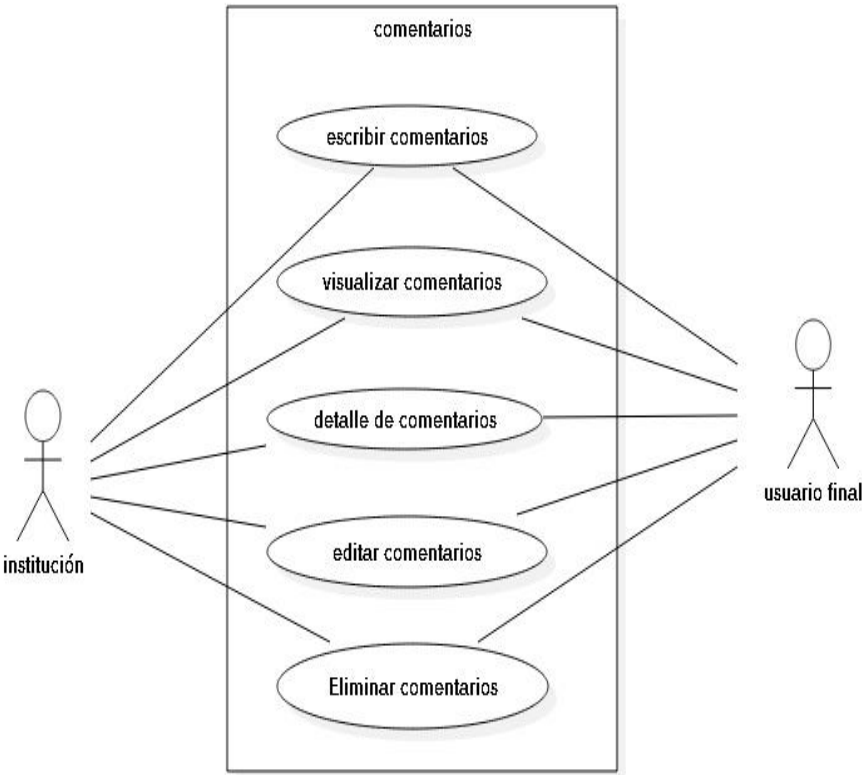 comentarios
escribir comentarios
visualizar comentarios
detalle de comentarios
usuario final
editar comentarios
institución
Eliminar comentarios